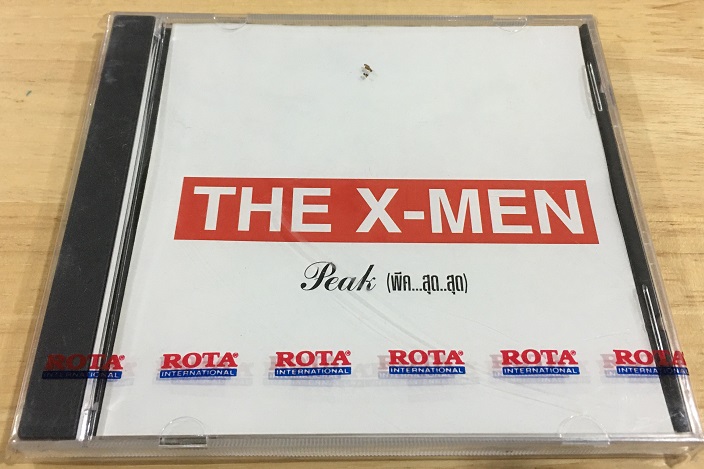 THE X-MEN
Peak (พีค...สุด..สุด)
ROTA® ROTA® ROTA® ROTA® ROTA® ROTA®
INTERNATIONAL INTERNATIONAL INTERNATIONAL INTERNATIONAL INTERNATIONAL INTERNATIONAL